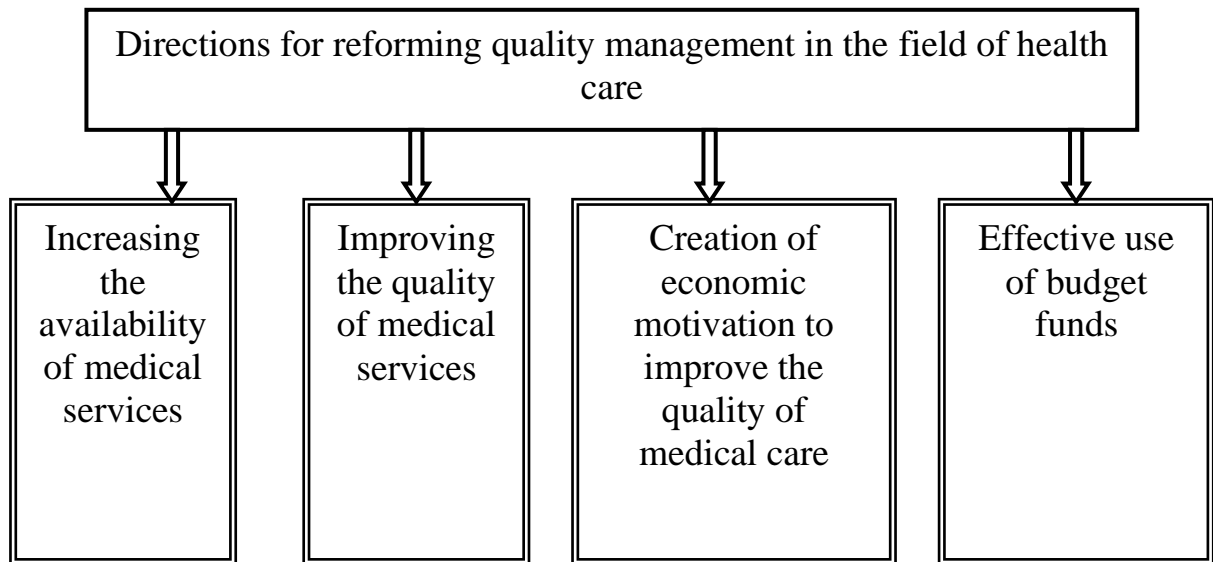 Directions for reforming quality management in the field of health
care
Increasing
the
availability
of medical
services
Improving
the quality
of medical
services
Creation of
economic
motivation to
improve the
quality of
medical care
Effective use
of budget
funds